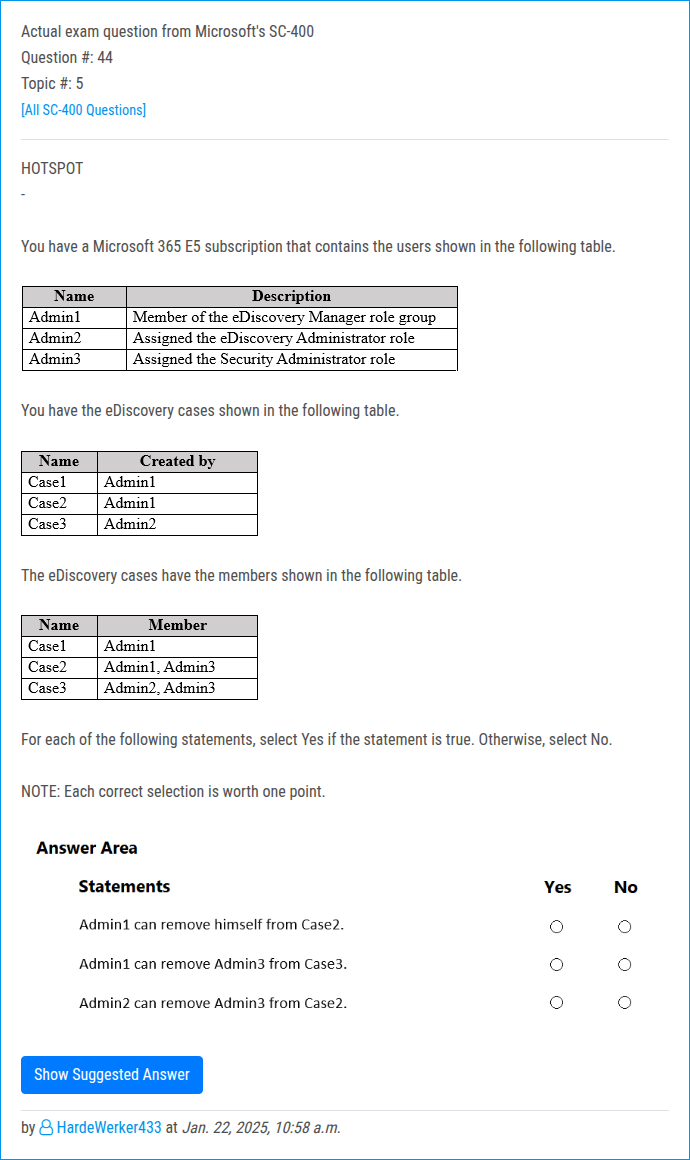 Actual exam question from Microsoft's SC-400
Question #: 44
Topic #: 5
[All SC-400 Questions]
HOTSPOT
-
You have a Microsoft 365 E5 subscription that contains the users shown in the following table.
Name Description
Admin1 Member of the eDiscovery Manager role group
Admin2 Assigned the eDiscovery Administrator role
Admin3 Assigned the Security Administrator role
You have the eDiscovery cases shown in the following table.
Name Created by
Case1 Admin1
Case2 Admin1
Case3 Admin2
The eDiscovery cases have the members shown in the following table.
Name Member
Case1 Admin1
Case2 Admin1, Admin3
Case3 Admin2, Admin3
For each of the following statements, select Yes if the statement is true. Otherwise, select No.
NOTE: Each correct selection is worth one point.
Answer Area
Statements Yes No
Admin1 can remove himself from Case2.
Admin1 can remove Admin3 from Case3.
Admin2 can remove Admin3 from Case2.
Show Suggested Answer
by HardeWerker433 at Jan. 22, 2025, 10:58 a.m.